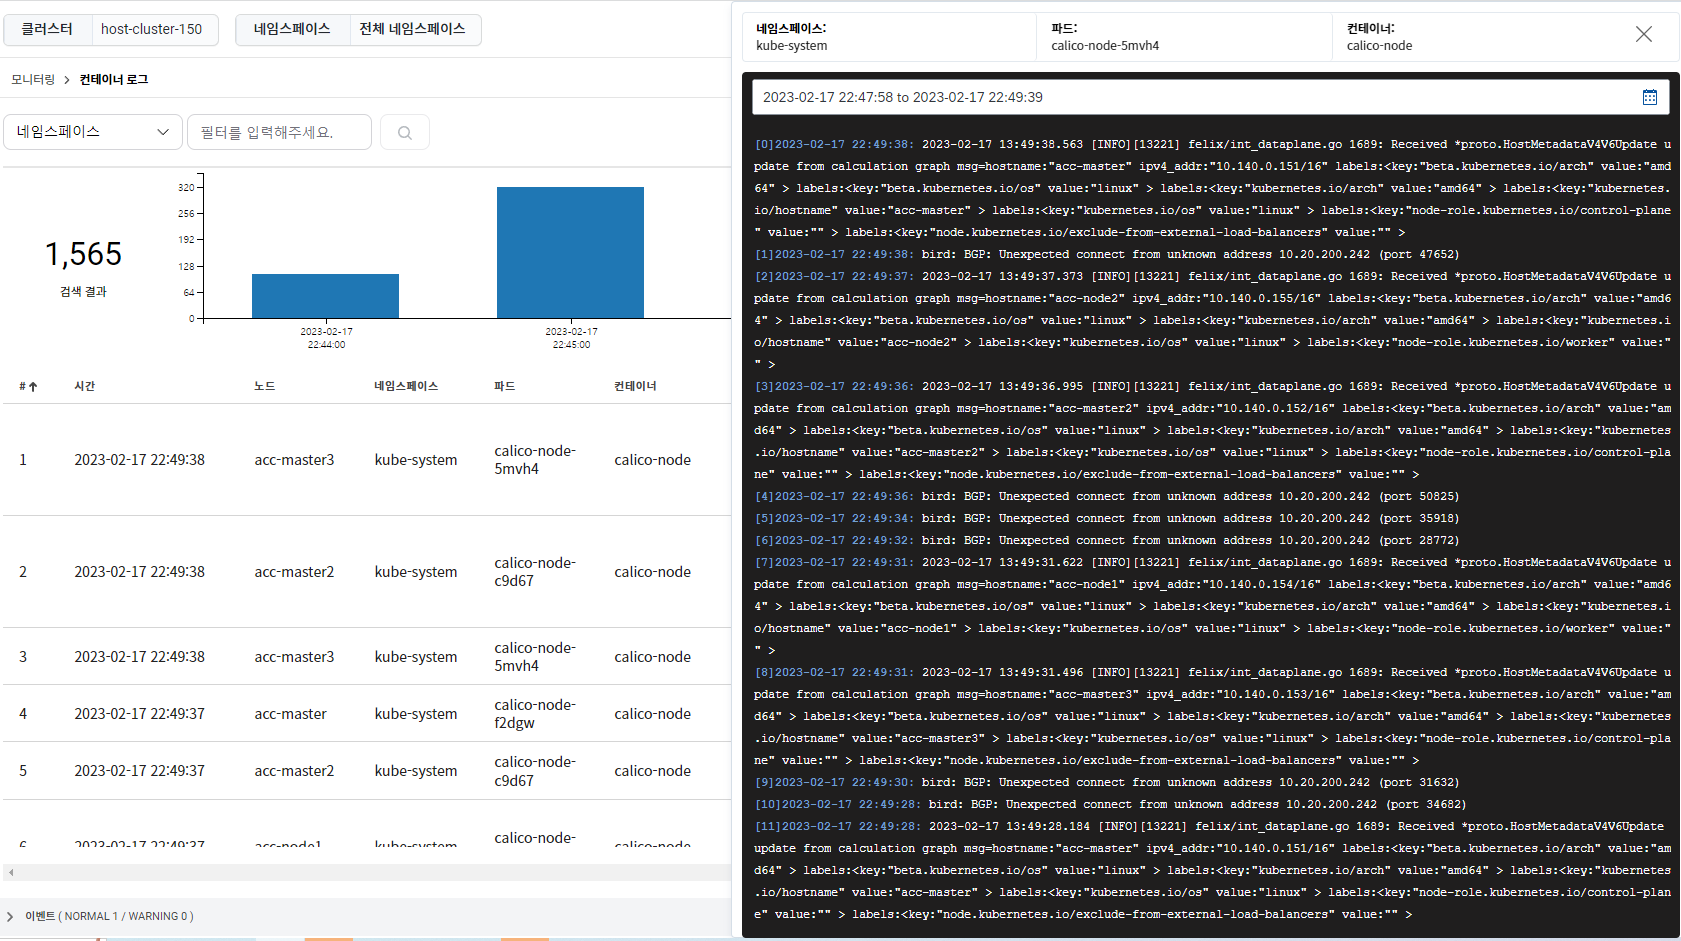 클러스터 host-cluster-150 네임스페이스 전체 네임스페이스
모니터링 > 컨테이너 로그
네임스페이스 필터를 입력해주세요.
1,565
검색 결과
320
256
192
128
64
0
2023-02-17 22:44:00
2023-02-17 22:45:00
# 시간 노드 네임스페이스 파드 컨테이너
1 2023-02-17 22:49:38 acc-master3 kube-system calico-node-5mvh4 calico-node
2 2023-02-17 22:49:38 acc-master2 kube-system calico-node-c9d67 calico-node
3 2023-02-17 22:49:38 acc-master3 kube-system calico-node-5mvh4 calico-node
4 2023-02-17 22:49:37 acc-master kube-system calico-node-f2dgw calico-node
5 2023-02-17 22:49:37 acc-master2 kube-system calico-node-c9d67 calico-node
6 2023-02-17 22:49:37 acc-node1 kube-system calico-node- calico-node
이벤트 ( NORMAL 1 / WARNING 0 )
네임스페이스: 파드: 컨테이너:
kube-system calico-node-5mvh4 calico-node
2023-02-17 22:47:58 to 2023-02-17 22:49:39
[0]2023-02-17 22:49:38: 2023-02-17 13:49:38.563 [INFO][13221] felix/int_dataplane.go 1689: Received *proto.HostMetadataV4V6Update u
pdate from calculation graph msg=hostname:"acc-master" ipv4_addr:"10.140.0.151/16" labels:<key:"beta.kubernetes.io/arch" value:"amd
64" > labels:<key:"beta.kubernetes.io/os" value:"linux" > labels:<key:"kubernetes.io/arch" value:"amd64" > labels:<key:"kubernetes.
io/hostname" value:"acc-master" > labels:<key:"kubernetes.io/os" value:"linux" > labels:<key:"node-role.kubernetes.io/control-plane
" value:"" > labels:<key:"node.kubernetes.io/exclude-from-external-load-balancers" value:"" >
[1]2023-02-17 22:49:38: bird: BGP: Unexpected connect from unknown address 10.20.200.242 (port 47652)
[2]2023-02-17 22:49:37: 2023-02-17 13:49:37.373 [INFO][13221] felix/int_dataplane.go 1689: Received *proto.HostMetadataV4V6Update u
pdate from calculation graph msg=hostname:"acc-node2" ipv4_addr:"10.140.0.155/16" labels:<key:"beta.kubernetes.io/arch" value:"amd6
4" > labels:<key:"beta.kubernetes.io/os" value:"linux" > labels:<key:"kubernetes.io/arch" value:"amd64" > labels:<key:"kubernetes.i
o/hostname" value:"acc-node2" > labels:<key:"kubernetes.io/os" value:"linux" > labels:<key:"node-role.kubernetes.io/worker" value:"
" >
[3]2023-02-17 22:49:36: 2023-02-17 13:49:36.995 [INFO][13221] felix/int_dataplane.go 1689: Received *proto.HostMetadataV4V6Update u
pdate from calculation graph msg=hostname:"acc-master2" ipv4_addr:"10.140.0.152/16" labels:<key:"beta.kubernetes.io/arch" value:"am
d64" > labels:<key:"beta.kubernetes.io/os" value:"linux" > labels:<key:"kubernetes.io/arch" value:"amd64" > labels:<key:"kubernetes
.io/hostname" value:"acc-master2" > labels:<key:"kubernetes.io/os" value:"linux" > labels:<key:"node-role.kubernetes.io/control-pla
ne" value:"" > labels:<key:"node.kubernetes.io/exclude-from-external-load-balancers" value:"" >
[4]2023-02-17 22:49:36: bird: BGP: Unexpected connect from unknown address 10.20.200.242 (port 50825)
[5]2023-02-17 22:49:34: bird: BGP: Unexpected connect from unknown address 10.20.200.242 (port 35918)
[6]2023-02-17 22:49:32: bird: BGP: Unexpected connect from unknown address 10.20.200.242 (port 28772)
[7]2023-02-17 22:49:31: 2023-02-17 13:49:31.622 [INFO][13221] felix/int_dataplane.go 1689: Received *proto.HostMetadataV4V6Update u
pdate from calculation graph msg=hostname:"acc-node1" ipv4_addr:"10.140.0.154/16" labels:<key:"beta.kubernetes.io/arch" value:"amd6
4" > labels:<key:"beta.kubernetes.io/os" value:"linux" > labels:<key:"kubernetes.io/arch" value:"amd64" > labels:<key:"kubernetes.i
o/hostname" value:"acc-node1" > labels:<key:"kubernetes.io/os" value:"linux" > labels:<key:"node-role.kubernetes.io/worker" value:"
" >
[8]2023-02-17 22:49:31: 2023-02-17 13:49:31.496 [INFO][13221] felix/int_dataplane.go 1689: Received *proto.HostMetadataV4V6Update u
pdate from calculation graph msg=hostname:"acc-master3" ipv4_addr:"10.140.0.153/16" labels:<key:"beta.kubernetes.io/arch" value:"am
d64" > labels:<key:"beta.kubernetes.io/os" value:"linux" > labels:<key:"kubernetes.io/arch" value:"amd64" > labels:<key:"kubernetes
.io/hostname" value:"acc-master3" > labels:<key:"kubernetes.io/os" value:"linux" > labels:<key:"node-role.kubernetes.io/control-pla
ne" value:"" > labels:<key:"node.kubernetes.io/exclude-from-external-load-balancers" value:"" >
[9]2023-02-17 22:49:30: bird: BGP: Unexpected connect from unknown address 10.20.200.242 (port 31632)
[10]2023-02-17 22:49:28: bird: BGP: Unexpected connect from unknown address 10.20.200.242 (port 34682)
[11]2023-02-17 22:49:28: 2023-02-17 13:49:28.184 [INFO][13221] felix/int_dataplane.go 1689: Received *proto.HostMetadataV4V6Update
update from calculation graph msg=hostname:"acc-master" ipv4_addr:"10.140.0.151/16" labels:<key:"beta.kubernetes.io/arch" value:"am
d64" > labels:<key:"beta.kubernetes.io/os" value:"linux" > labels:<key:"kubernetes.io/arch" value:"amd64" > labels:<key:"kubernetes
.io/hostname" value:"acc-master" > labels:<key:"kubernetes.io/os" value:"linux" > labels:<key:"node-role.kubernetes.io/control-plan
e" value:"" > labels:<key:"node.kubernetes.io/exclude-from-external-load-balancers" value:"" >